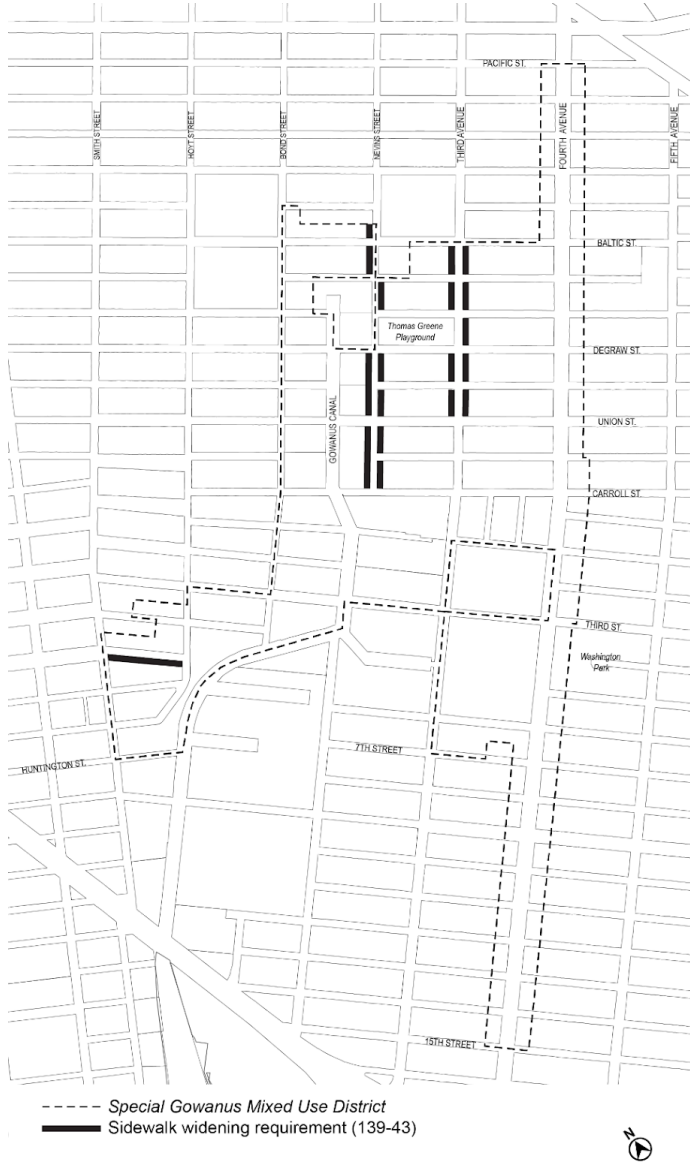 PACIFIC ST.
SMITH STREET
HOYT STREET
BOND STREET
NEVINS STREET
THIRD AVENUE
FOURTH AVENUE
FIFTH AVENUE
BALTIC ST.
Thomas Greene
Playground
DEGRAW ST.
GOWANUS CANAL
UNION ST.
CARROLL ST.
THIRD ST.
Washington
Park
7TH STREET
HUNTINGTON ST.
15TH STREET
Special Gowanus Mixed Use District
Sidewalk widening requirement (139-43)
N